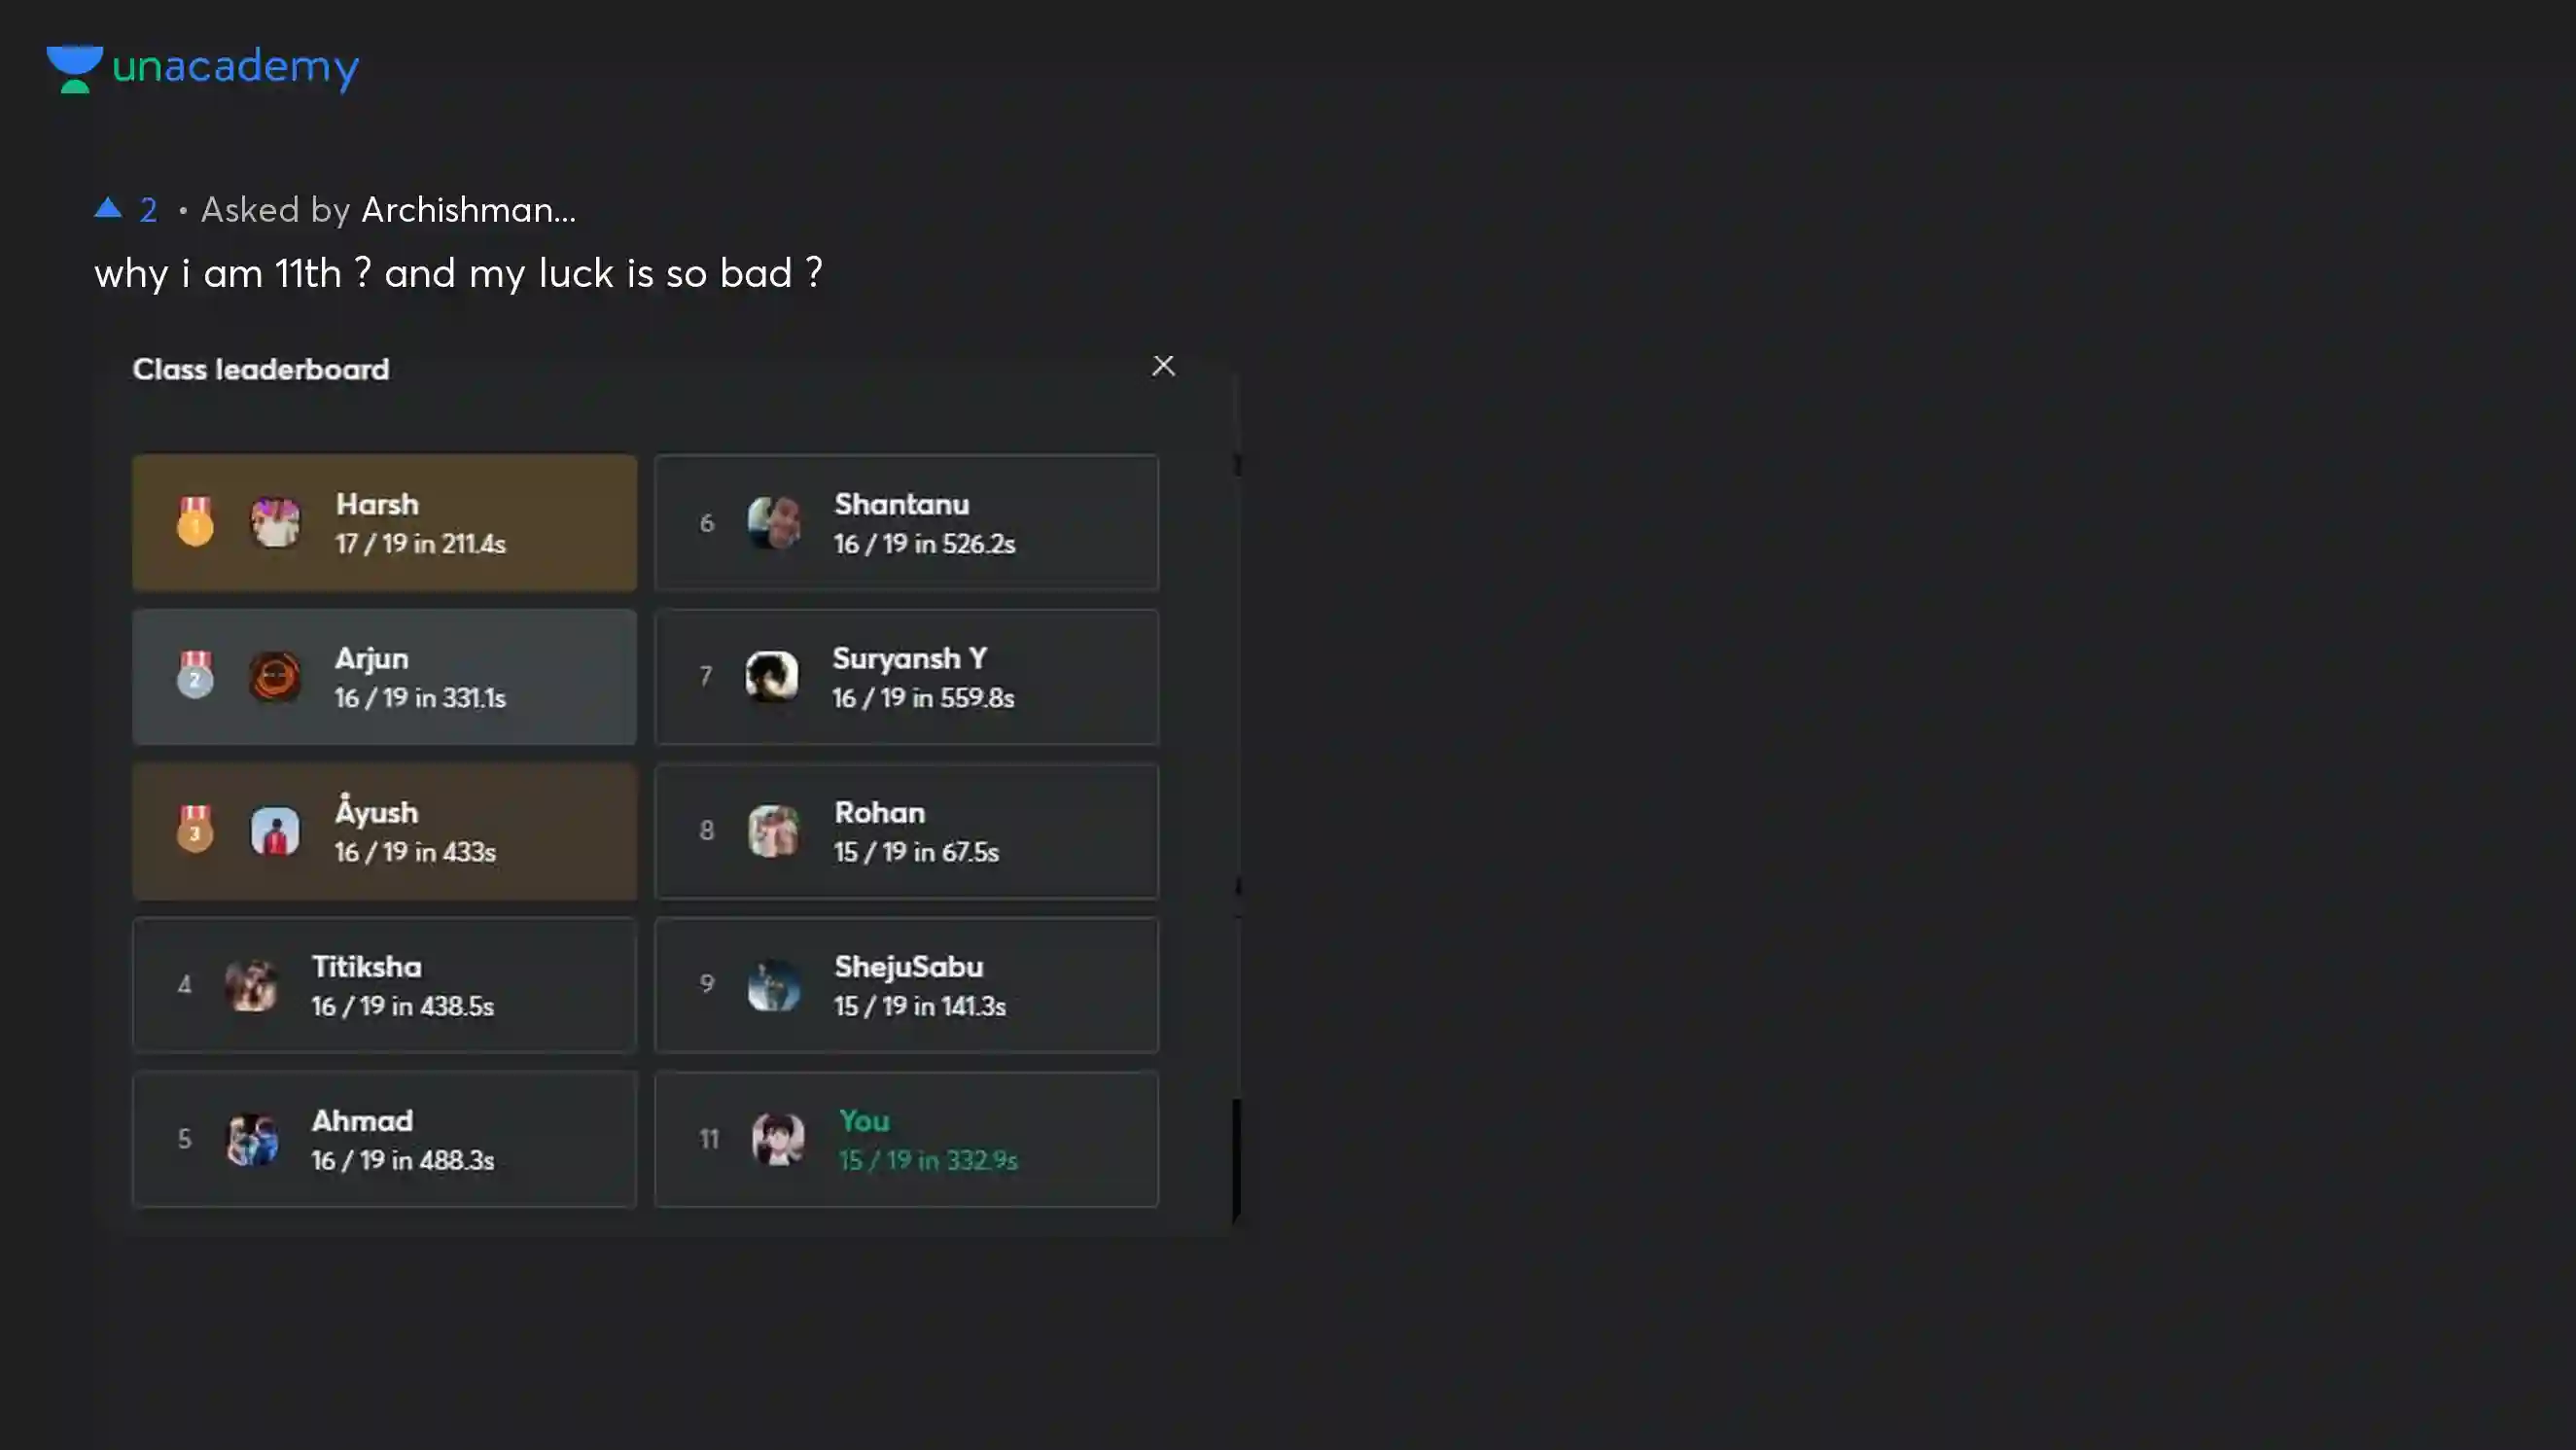 unacademy
▲ 2 • Asked by Archishman...
why i am 11th ? and my luck is so bad ?
Class leaderboard
1
Harsh
17 / 19 in 211.4s
2
Arjun
16 / 19 in 331.1s
3
Åyush
16 / 19 in 433s
4
Titiksha
16 / 19 in 438.5s
5
Ahmad
16 / 19 in 488.3s
6
Shantanu
16 / 19 in 526.2s
7
Suryansh Y
16 / 19 in 559.8s
8
Rohan
15 / 19 in 67.5s
9
ShejuSabu
15 / 19 in 141.3s
11
You
15 / 19 in 332.9s